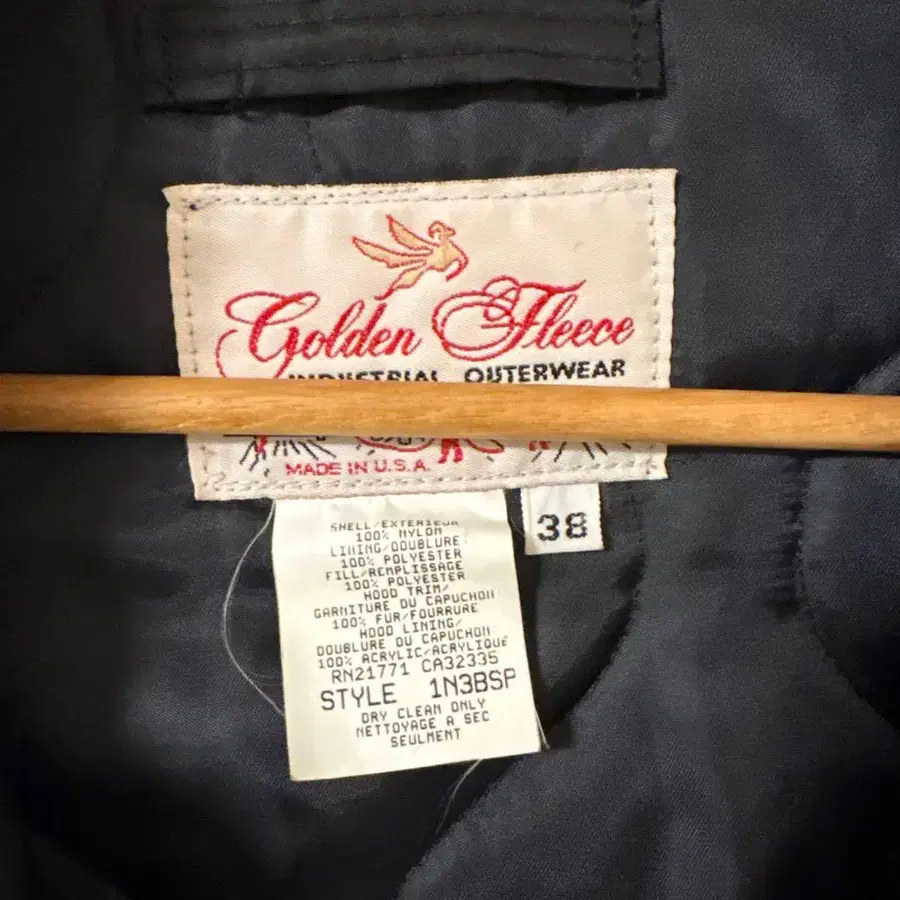 Golden Fleece
INDUSTRIAL OUTERWEAR
MADE IN U.S.A.
38
SHELL/EXTERIEUR
100% NYLON
LINING/DOUBLURE
100% POLYESTER
FILL/REMPLISSAGE
100% POLYESTER
HOOD TRIM/
GARNITURE DU CAPUCHON
100% FUR/FOURRURE
HOOD LINING/
DOUBLURE DU CAPUCHON
100% ACRYLIC/ACRYLIQUE
RN21771 CA32335
STYLE 1N3BSP
DRY CLEAN ONLY
NETTOYAGE A SEC
SEULMENT